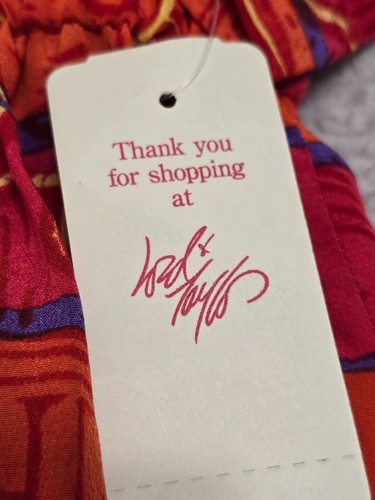 Thank you
for shopping
at
Lord &
Taylor